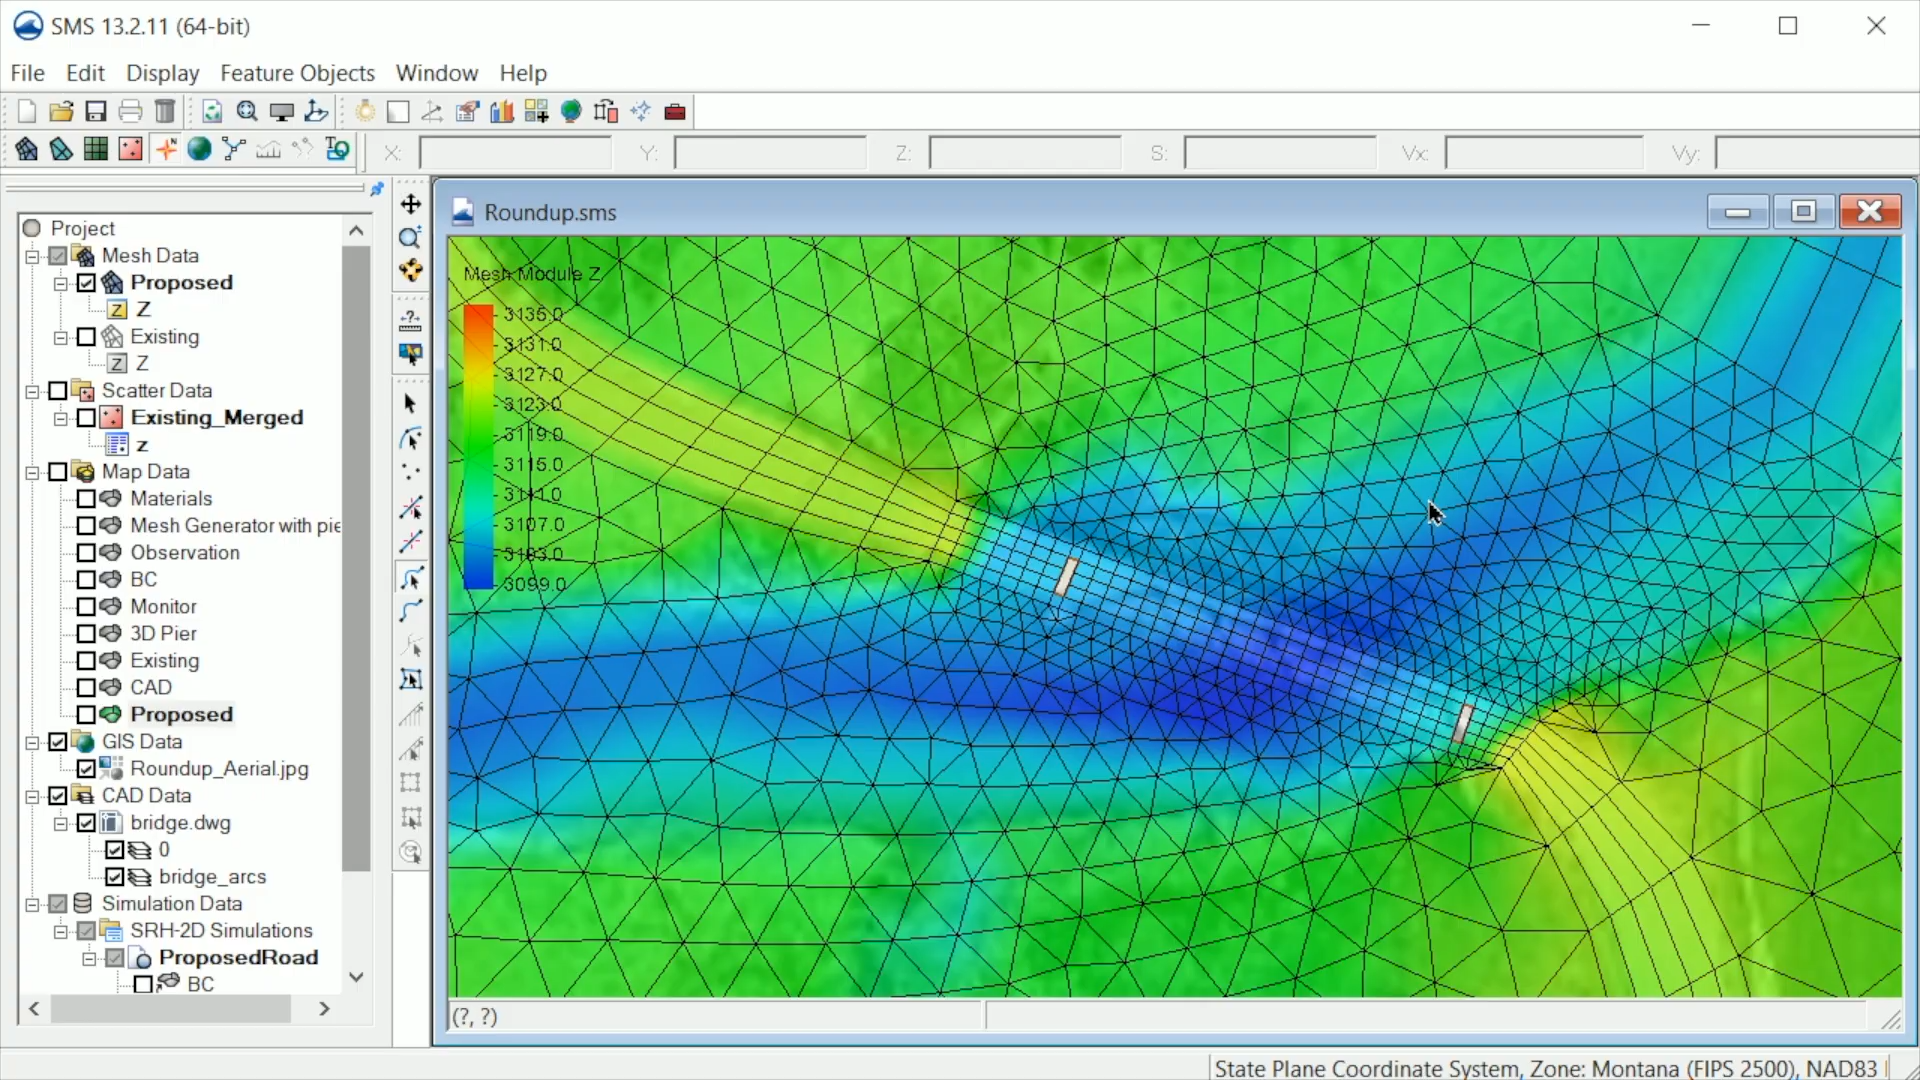 SMS 13.2.11 (64-bit)
File Edit Display Feature Objects Window Help
X: Y: Z: S: Vx: Vy:
Project
Mesh Data
Proposed
Z
Existing
Z
Scatter Data
Existing_Merged
z
Map Data
Materials
Mesh Generator with pie
Observation
BC
Monitor
3D Pier
Existing
CAD
Proposed
GIS Data
Roundup_Aerial.jpg
CAD Data
bridge.dwg
0
bridge_arcs
Simulation Data
SRH-2D Simulations
ProposedRoad
BC
Roundup.sms
Mesh Module Z
3135.0
3131.0
3127.0
3123.0
3119.0
3115.0
3111.0
3107.0
3103.0
3099.0
(?, ?)
State Plane Coordinate System, Zone: Montana (FIPS 2500), NAD83